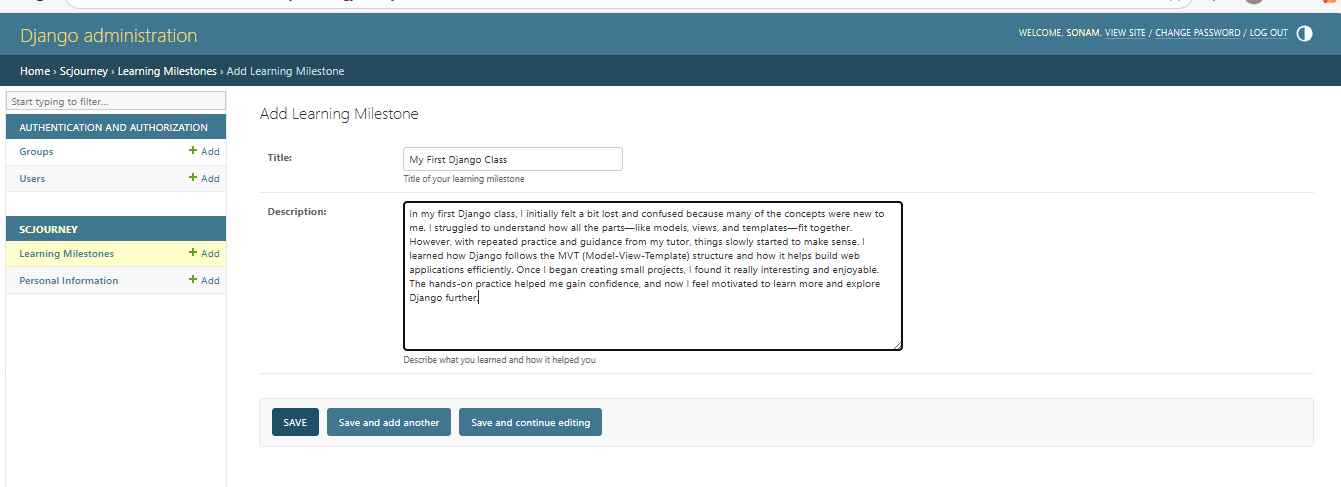 Django administration
WELCOME, SONAM. VIEW SITE / CHANGE PASSWORD / LOG OUT
Home › Scjourney › Learning Milestones › Add Learning Milestone
Start typing to filter...
AUTHENTICATION AND AUTHORIZATION
Groups + Add
Users + Add
SCJOURNEY
Learning Milestones + Add
Personal Information + Add
Add Learning Milestone
Title: My First Django Class
Title of your learning milestone
Description:
In my first Django class, I initially felt a bit lost and confused because many of the concepts were new to
me. I struggled to understand how all the parts—like models, views, and templates—fit together.
However, with repeated practice and guidance from my tutor, things slowly started to make sense. I
learned how Django follows the MVT (Model-View-Template) structure and how it helps build web
applications efficiently. Once I began creating small projects, I found it really interesting and enjoyable.
The hands-on practice helped me gain confidence, and now I feel motivated to learn more and explore
Django further.
Describe what you learned and how it helped you
SAVE
Save and add another
Save and continue editing